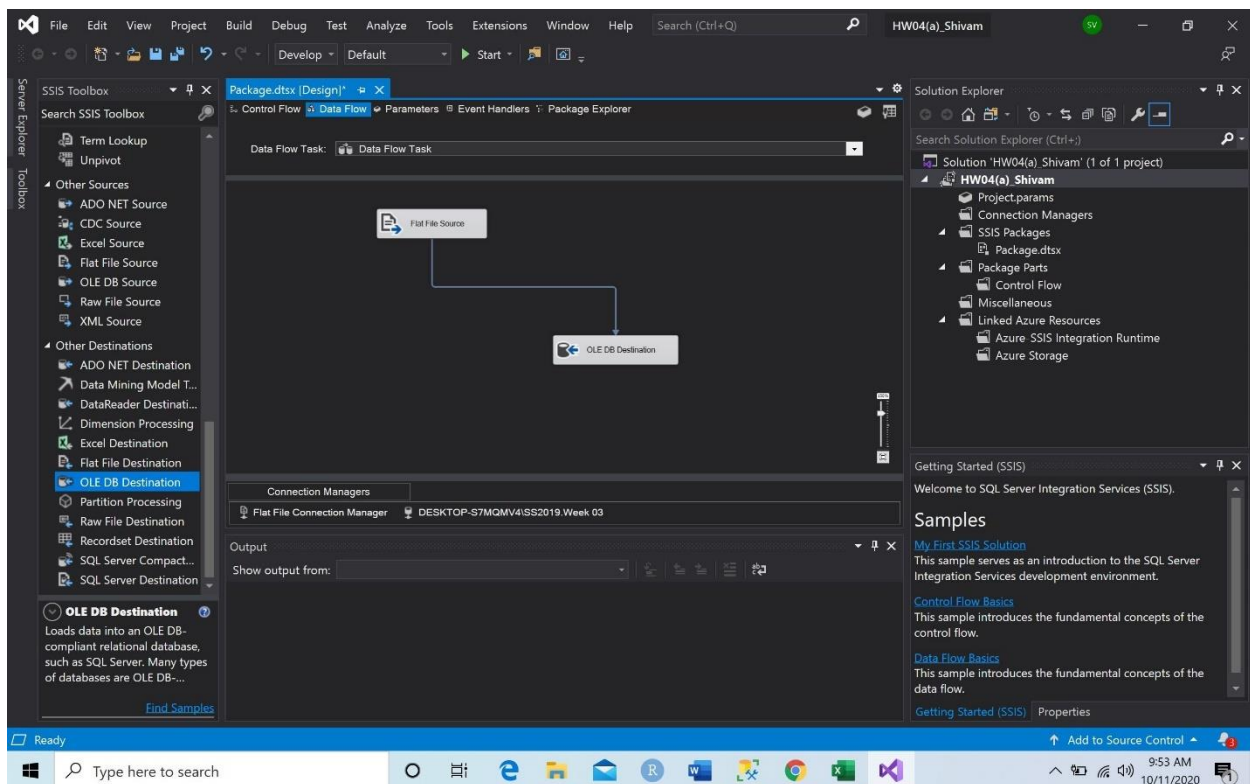 File Edit View Project Build Debug Test Analyze Tools Extensions Window Help Search (Ctrl+Q) HW04(a)_Shivam SV
Develop Default Start
Server Explorer
Toolbox
SSIS Toolbox
Search SSIS Toolbox
Term Lookup
Unpivot
Other Sources
ADO NET Source
CDC Source
Excel Source
Flat File Source
OLE DB Source
Raw File Source
XML Source
Other Destinations
ADO NET Destination
Data Mining Model T...
DataReader Destinati...
Dimension Processing
Excel Destination
Flat File Destination
OLE DB Destination
Partition Processing
Raw File Destination
Recordset Destination
SQL Server Compact...
SQL Server Destination
OLE DB Destination
Loads data into an OLE DB-
compliant relational database,
such as SQL Server. Many types
of databases are OLE DB-...
Find Samples
Package.dtsx [Design]*
Control Flow Data Flow Parameters Event Handlers Package Explorer
Data Flow Task: Data Flow Task
Flat File Source
OLE DB Destination
Connection Managers
Flat File Connection Manager DESKTOP-S7MQMV4\SS2019.Week 03
Output
Show output from:
Solution Explorer
Search Solution Explorer (Ctrl+;)
Solution 'HW04(a)_Shivam' (1 of 1 project)
HW04(a)_Shivam
Project.params
Connection Managers
SSIS Packages
Package.dtsx
Package Parts
Control Flow
Miscellaneous
Linked Azure Resources
Azure-SSIS Integration Runtime
Azure Storage
Getting Started (SSIS)
Welcome to SQL Server Integration Services (SSIS).
Samples
My First SSIS Solution
This sample serves as an introduction to the SQL Server
Integration Services development environment.
Control Flow Basics
This sample introduces the fundamental concepts of the
control flow.
Data Flow Basics
This sample introduces the fundamental concepts of the
data flow.
Getting Started (SSIS) Properties
Ready
Add to Source Control
Type here to search
9:53 AM
10/11/2020